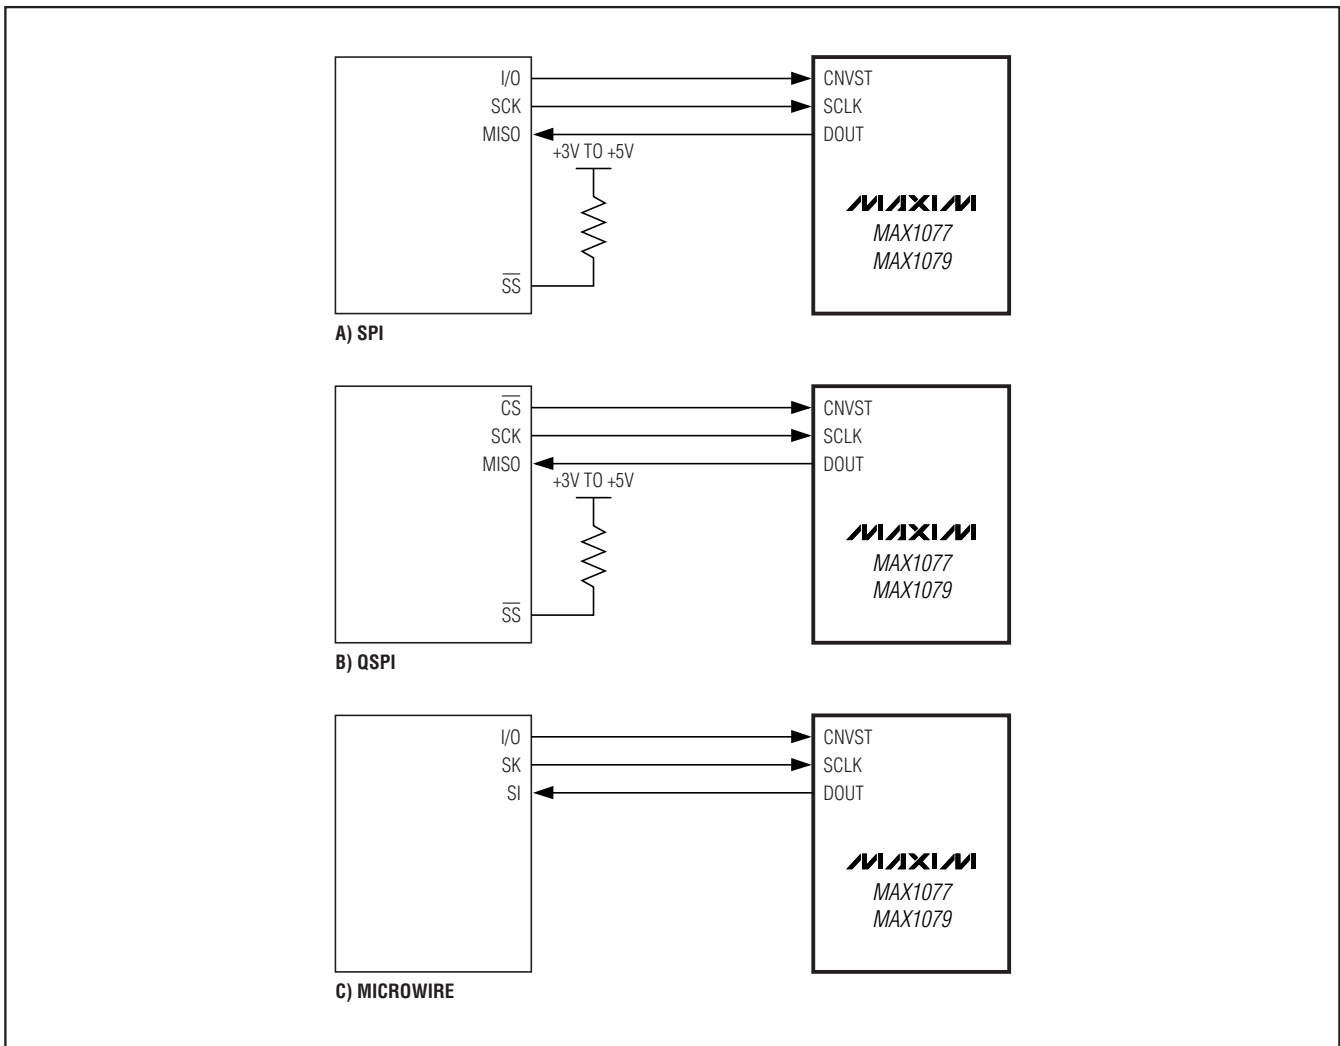 I/O CNVST
SCK SCLK
MISO DOUT
+3V TO +5V
MAXIM
MAX1077
MAX1079
SS
A) SPI
CS CNVST
SCK SCLK
MISO DOUT
+3V TO +5V
MAXIM
MAX1077
MAX1079
SS
B) QSPI
I/O CNVST
SK SCLK
SI DOUT
MAXIM
MAX1077
MAX1079
C) MICROWIRE